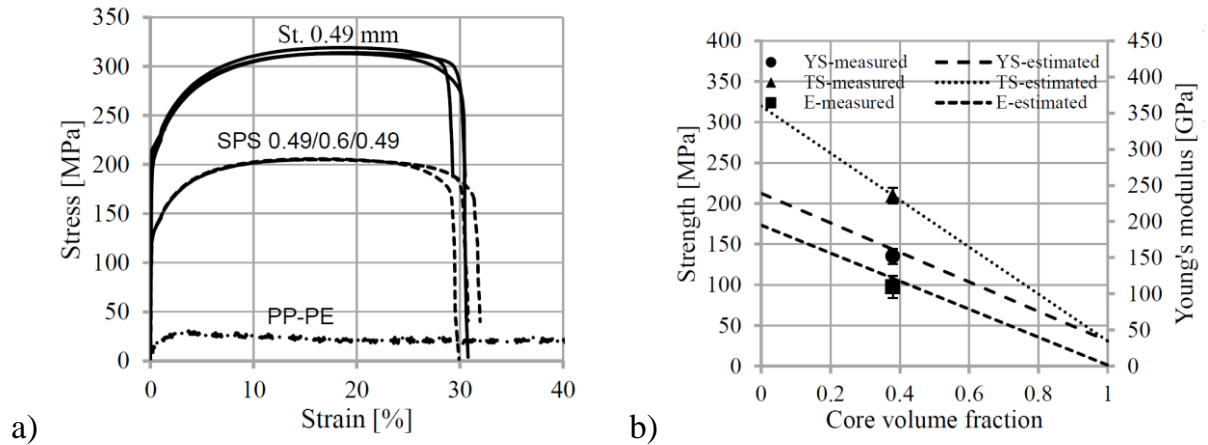 350
300
250
200
150
100
50
0
Stress [MPa]
St. 0.49 mm
SPS 0.49/0.6/0.49
PP-PE
0 10 20 30 40
Strain [%]
a)
400
350
300
250
200
150
100
50
0
Strength [MPa]
YS-measured YS-estimated
TS-measured TS-estimated
E-measured E-estimated
450
400
350
300
250
200
150
100
50
0
Young's modulus [GPa]
0 0.2 0.4 0.6 0.8 1
Core volume fraction
b)